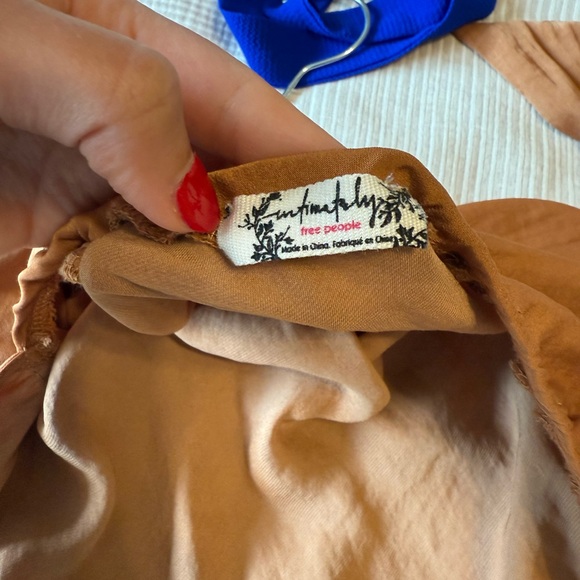 intimately
free people
Made in China. Fabriqué en Chine